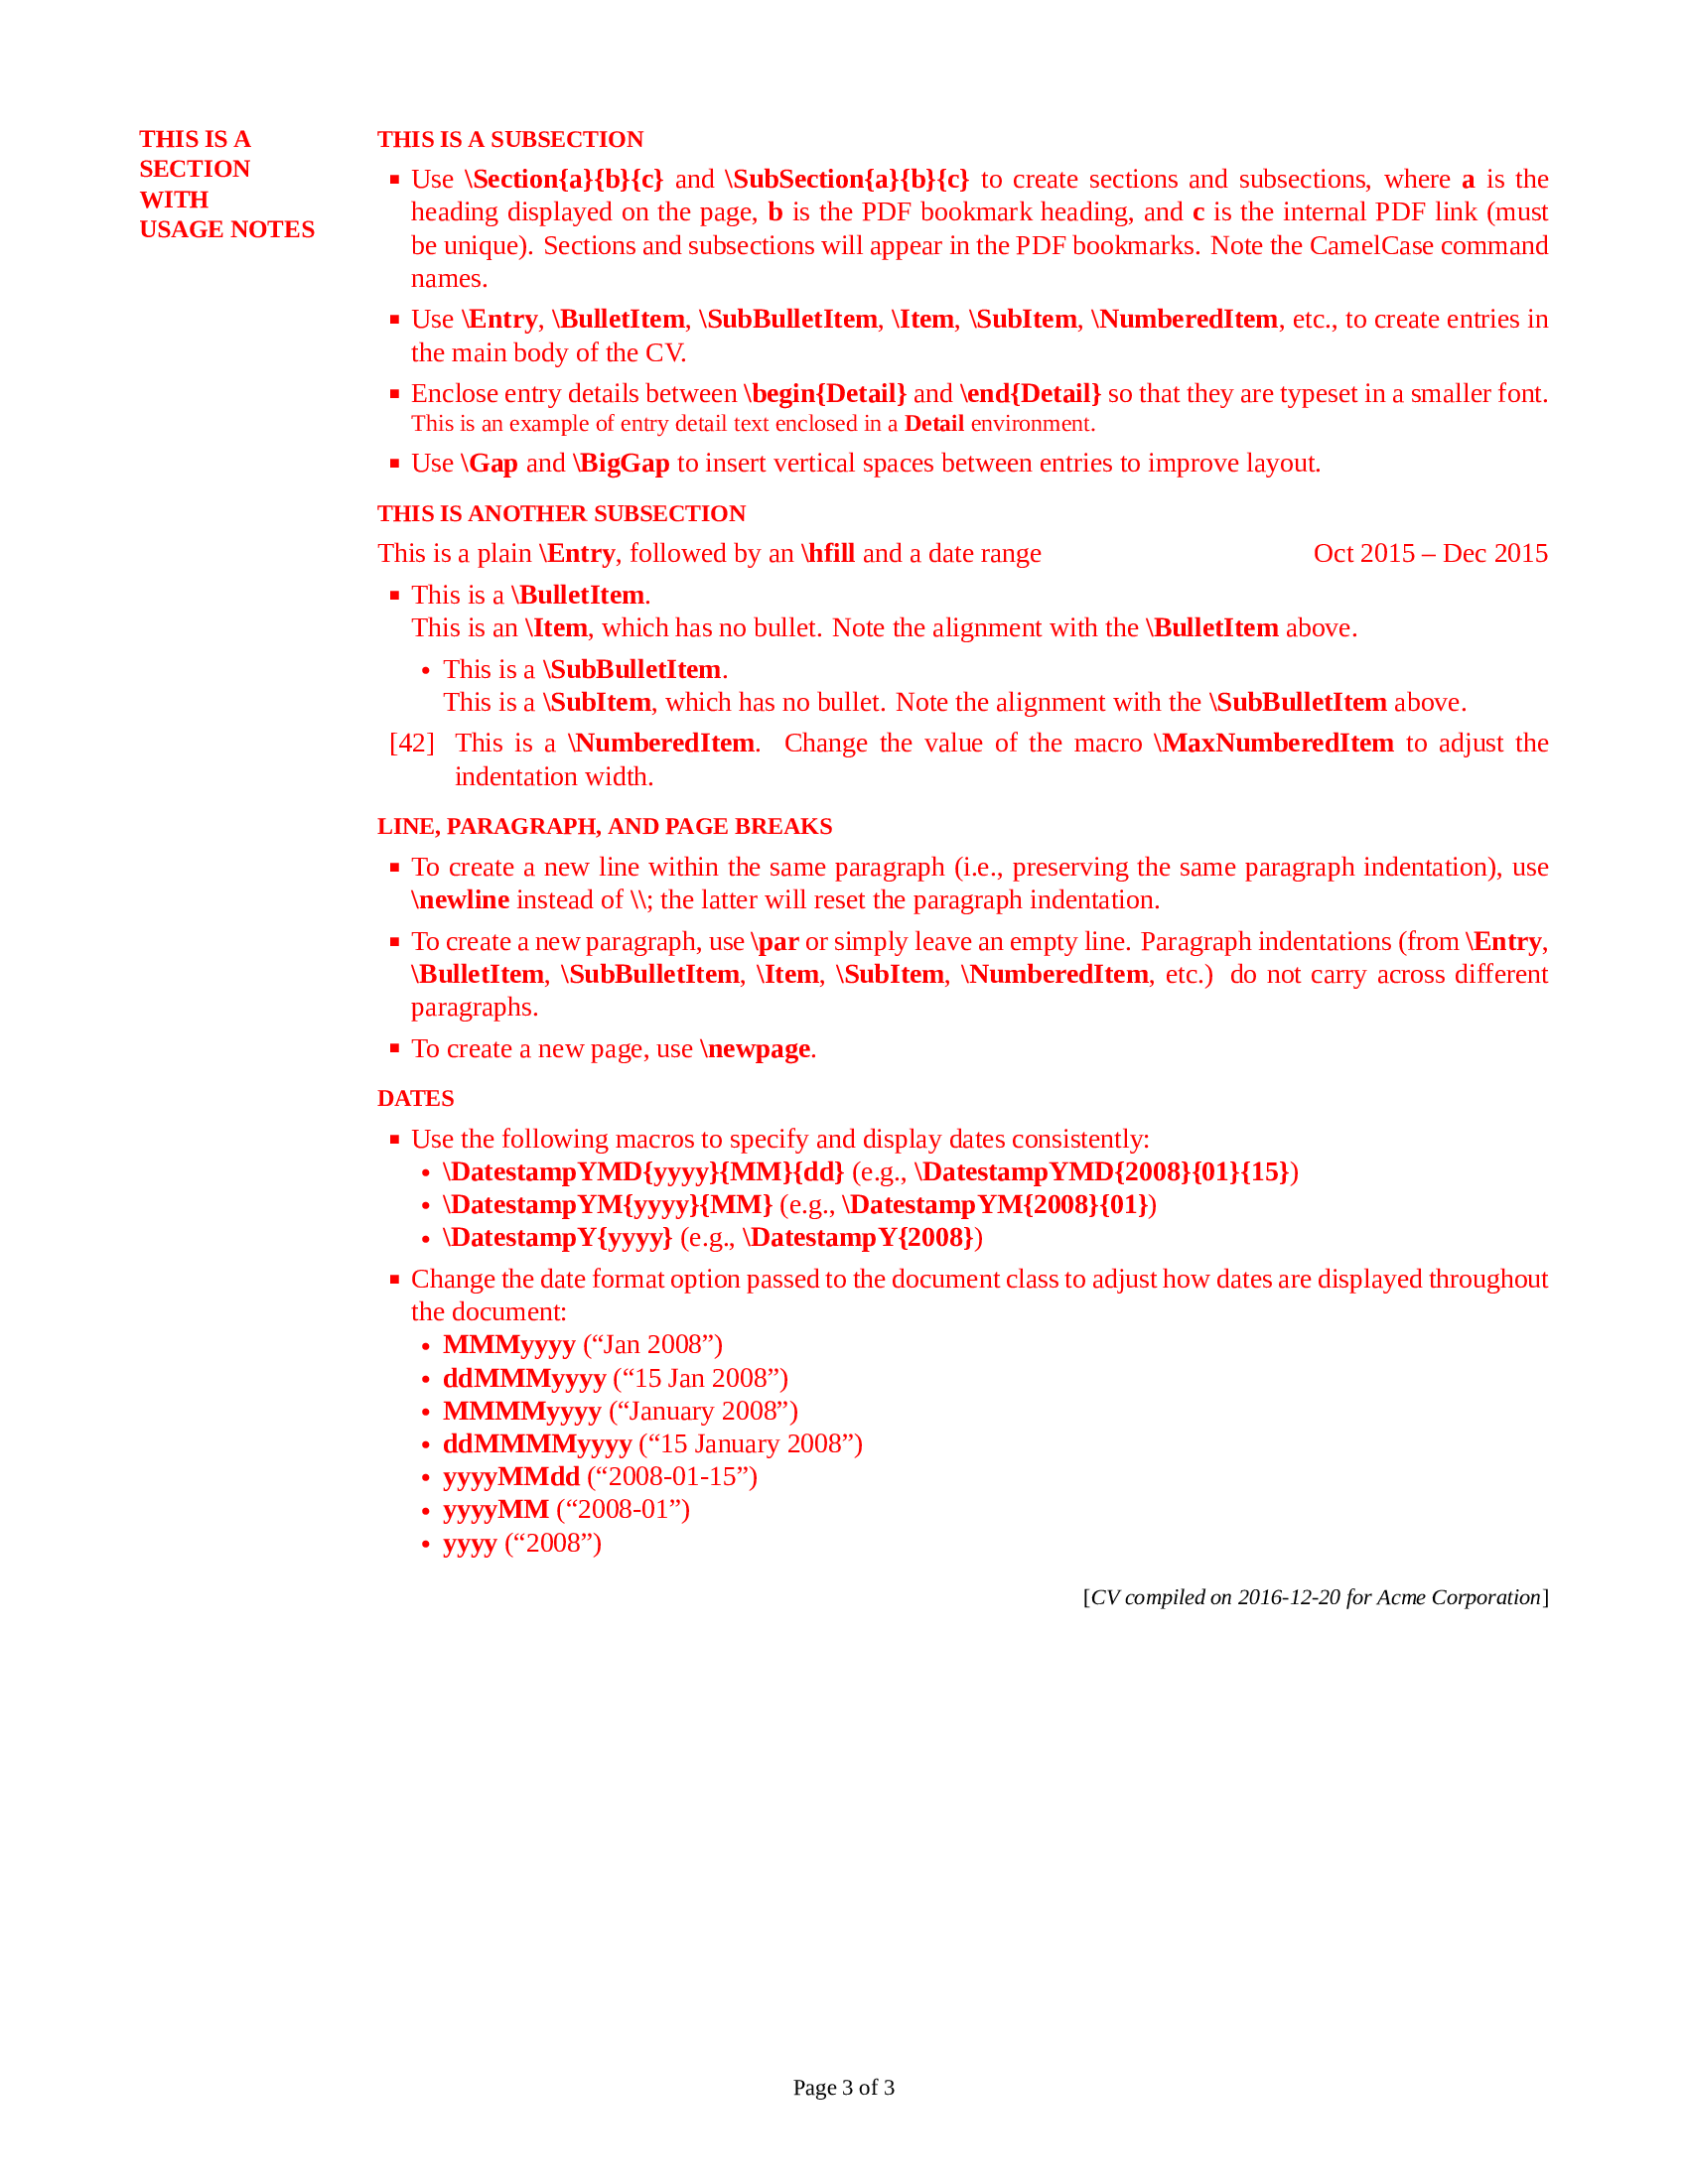 THIS IS A
SECTION
WITH
USAGE NOTES
THIS IS A SUBSECTION
▪ Use \Section{a}{b}{c} and \SubSection{a}{b}{c} to create sections and subsections, where a is the
heading displayed on the page, b is the PDF bookmark heading, and c is the internal PDF link (must
be unique). Sections and subsections will appear in the PDF bookmarks. Note the CamelCase command
names.
▪ Use \Entry, \BulletItem, \SubBulletItem, \Item, \SubItem, \NumberedItem, etc., to create entries in
the main body of the CV.
▪ Enclose entry details between \begin{Detail} and \end{Detail} so that they are typeset in a smaller font.
This is an example of entry detail text enclosed in a Detail environment.
▪ Use \Gap and \BigGap to insert vertical spaces between entries to improve layout.
THIS IS ANOTHER SUBSECTION
This is a plain \Entry, followed by an \hfill and a date range Oct 2015 – Dec 2015
▪ This is a \BulletItem.
This is an \Item, which has no bullet. Note the alignment with the \BulletItem above.
• This is a \SubBulletItem.
This is a \SubItem, which has no bullet. Note the alignment with the \SubBulletItem above.
[42] This is a \NumberedItem. Change the value of the macro \MaxNumberedItem to adjust the
indentation width.
LINE, PARAGRAPH, AND PAGE BREAKS
▪ To create a new line within the same paragraph (i.e., preserving the same paragraph indentation), use
\newline instead of \\; the latter will reset the paragraph indentation.
▪ To create a new paragraph, use \par or simply leave an empty line. Paragraph indentations (from \Entry,
\BulletItem, \SubBulletItem, \Item, \SubItem, \NumberedItem, etc.) do not carry across different
paragraphs.
▪ To create a new page, use \newpage.
DATES
▪ Use the following macros to specify and display dates consistently:
• \DatestampYMD{yyyy}{MM}{dd} (e.g., \DatestampYMD{2008}{01}{15})
• \DatestampYM{yyyy}{MM} (e.g., \DatestampYM{2008}{01})
• \DatestampY{yyyy} (e.g., \DatestampY{2008})
▪ Change the date format option passed to the document class to adjust how dates are displayed throughout
the document:
• MMMyyyy (“Jan 2008”)
• ddMMMyyyy (“15 Jan 2008”)
• MMMMyyyy (“January 2008”)
• ddMMMMyyyy (“15 January 2008”)
• yyyyMMdd (“2008-01-15”)
• yyyyMM (“2008-01”)
• yyyy (“2008”)
[CV compiled on 2016-12-20 for Acme Corporation]
Page 3 of 3